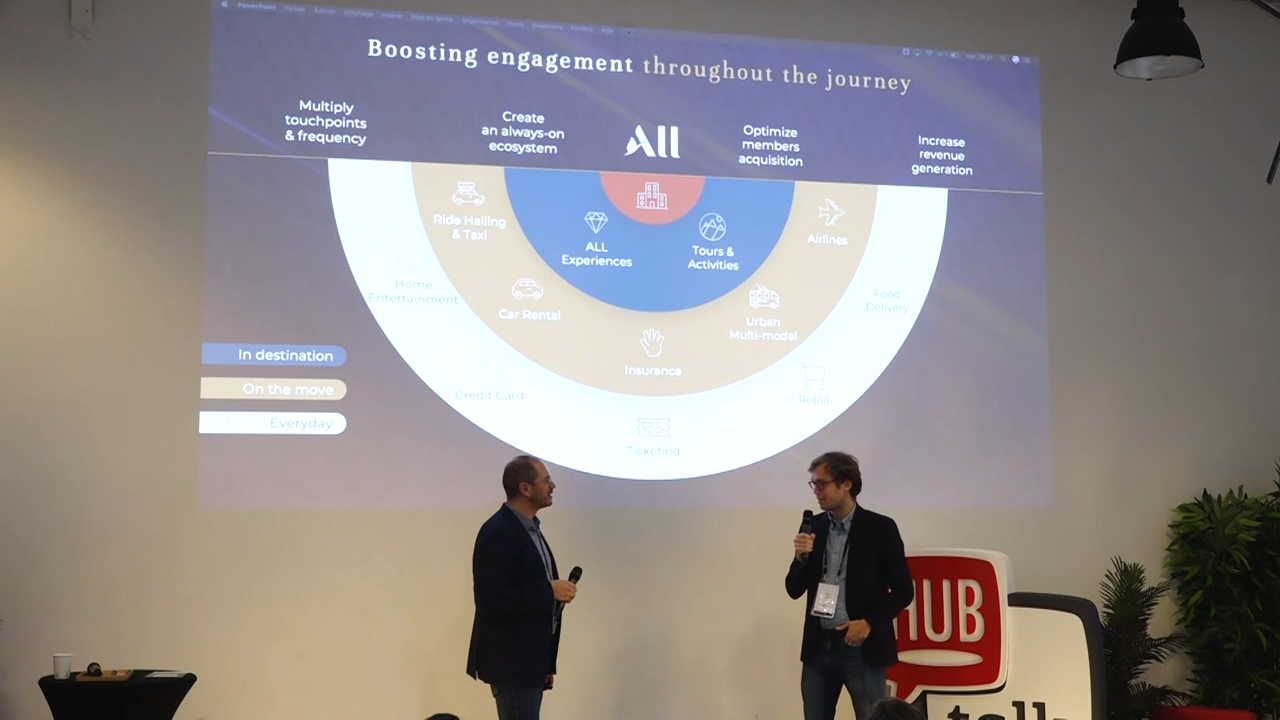 PowerPoint
Boosting engagement throughout the journey
Multiply
touchpoints
& frequency
Create
an always-on
ecosystem
All
Optimize
members
acquisition
Increase
revenue
generation
Ride Hailing
& Taxi
ALL
Experiences
Tours &
Activities
Airlines
Home
Entertainment
Car Rental
Urban
Multi-modal
Food
Delivery
Insurance
Credit Card
Retail
Ticketing
In destination
On the move
Everyday
HUB